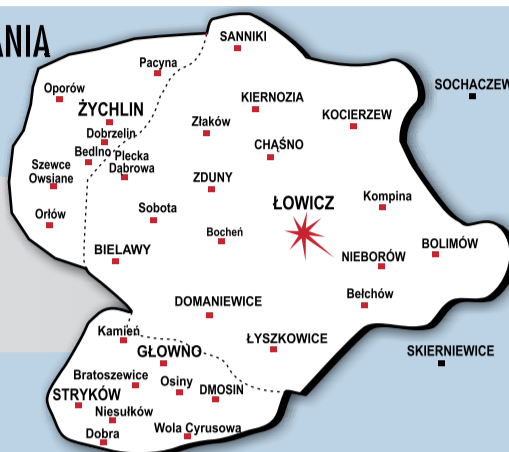 ANIA
SANNIKI
Pacyna
Oporów
SOCHACZEW
KIERNOZIA
ŻYCHLIN
KOCIERZEW
Złaków
Dobrzelin
CHĄŚNO
Bedlno
Plecka
Dąbrowa
Szewce
Owsiane
ZDUNY
Kompina
ŁOWICZ
Orłów
Sobota
Bocheń
BOLIMÓW
BIELAWY
NIEBORÓW
Bełchów
DOMANIEWICE
Kamień
ŁYSZKOWICE
GŁOWNO
SKIERNIEWICE
Bratoszewice
Osiny
DMOSIN
STRYKÓW
Niesułków
Wola Cyrusowa
Dobra